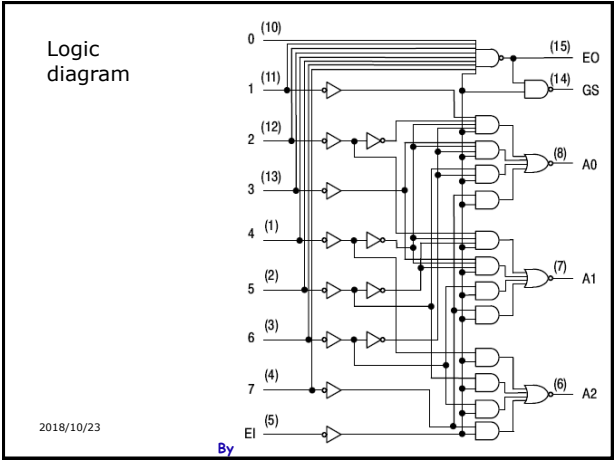 Logic
diagram
0 (10)
(15) EO
(14) GS
1 (11)
2 (12)
(8) A0
3 (13)
4 (1)
(7) A1
5 (2)
6 (3)
7 (4)
(6) A2
EI (5)
2018/10/23
By